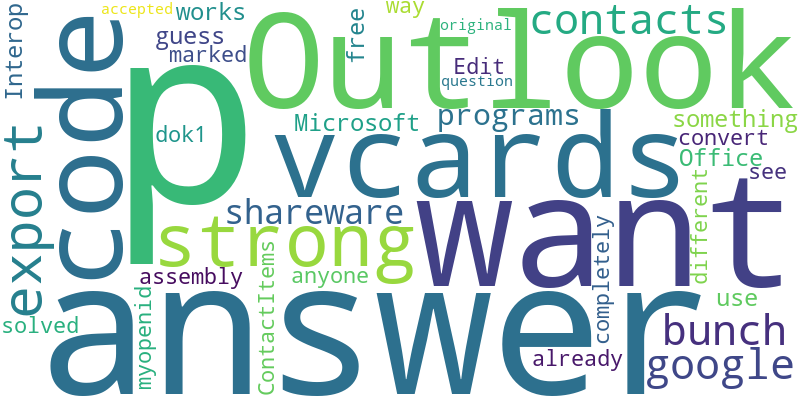 accepted
works
way
original
free
Interop
guess
marked
code
p
Outlook
contacts
Edit
question
dok1
Microsoft
programs
something
convert
Office
see
vcards
export
shareware
strong
want
different
assembly
anyone
ContactItems
completely
use
myopenid
solved
answer
already
bunch
google